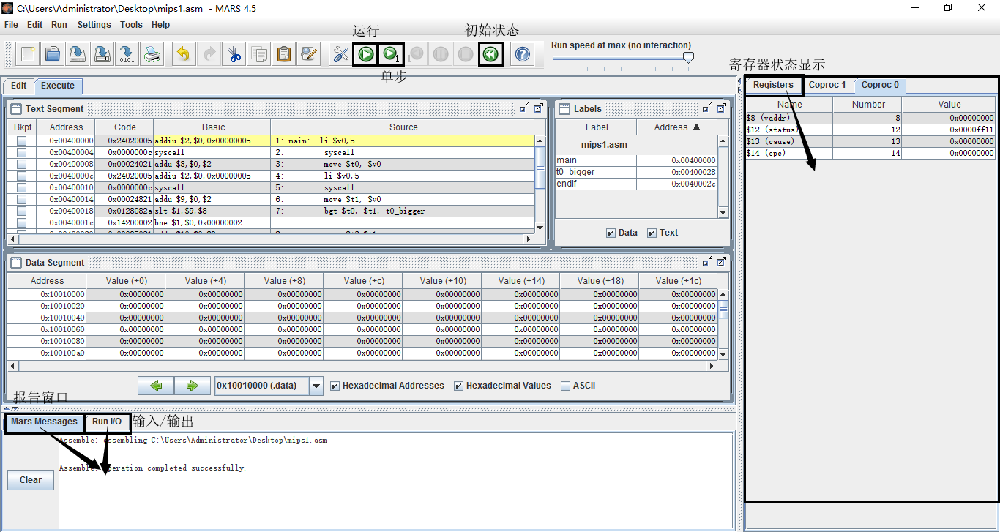 C:\Users\Administrator\Desktop\mips1.asm - MARS 4.5
File Edit Run Settings Tools Help
运行 初始状态
Run speed at max (no interaction)
单步
寄存器状态显示
Edit Execute
Registers Coproc 1 Coproc 0
Text Segment
Bkpt Address Code Basic Source
0x00400000 0x24020005 addiu $2,$0,0x00000005 1: main: li $v0,5
0x00400004 0x0000000c syscall 2: syscall
0x00400008 0x00024021 addu $8,$0,$2 3: move $t0, $v0
0x0040000c 0x24020005 addiu $2,$0,0x00000005 4: li $v0,5
0x00400010 0x0000000c syscall 5: syscall
0x00400014 0x00024821 addu $9,$0,$2 6: move $t1, $v0
0x00400018 0x0128082a slt $1,$9,$8 7: bgt $t0, $t1, t0_bigger
0x0040001c 0x14200002 bne $1,$0,0x00000002
Labels
Label Address ▲
mips1.asm
main 0x00400000
t0_bigger 0x00400028
endif 0x0040002c
Data Text
Name Number Value
$8 (vaddr) 8 0x00000000
$12 (status) 12 0x0000ff11
$13 (cause) 13 0x00000000
$14 (epc) 14 0x00000000
Data Segment
Address Value (+0) Value (+4) Value (+8) Value (+c) Value (+10) Value (+14) Value (+18) Value (+1c)
0x10010000 0x00000000 0x00000000 0x00000000 0x00000000 0x00000000 0x00000000 0x00000000 0x00000000
0x10010020 0x00000000 0x00000000 0x00000000 0x00000000 0x00000000 0x00000000 0x00000000 0x00000000
0x10010040 0x00000000 0x00000000 0x00000000 0x00000000 0x00000000 0x00000000 0x00000000 0x00000000
0x10010060 0x00000000 0x00000000 0x00000000 0x00000000 0x00000000 0x00000000 0x00000000 0x00000000
0x10010080 0x00000000 0x00000000 0x00000000 0x00000000 0x00000000 0x00000000 0x00000000 0x00000000
0x100100a0 0x00000000 0x00000000 0x00000000 0x00000000 0x00000000 0x00000000 0x00000000 0x00000000
0x10010000 (.data) Hexadecimal Addresses Hexadecimal Values ASCII
报告窗口
Mars Messages Run I/O 输入/输出
Assemble: assembling C:\Users\Administrator\Desktop\mips1.asm
Assemble: operation completed successfully.
Clear